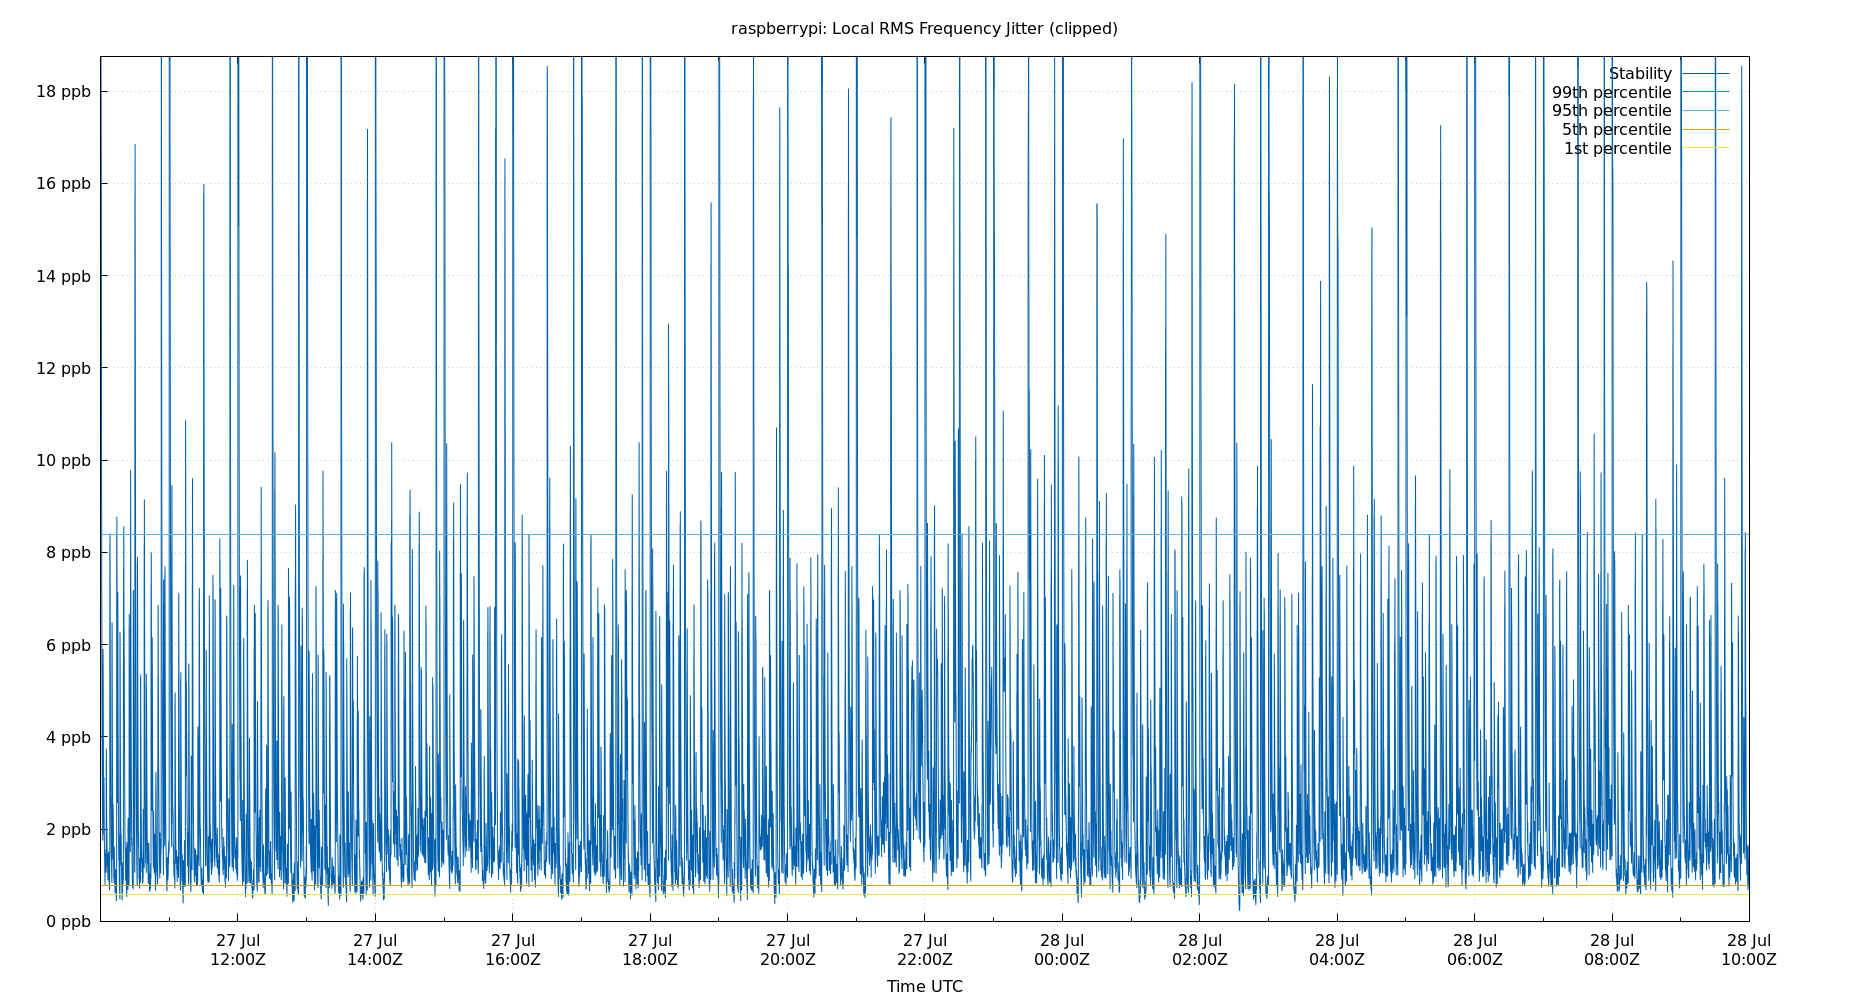 raspberrypi: Local RMS Frequency Jitter (clipped)
Stability
99th percentile
95th percentile
5th percentile
1st percentile
18 ppb
16 ppb
14 ppb
12 ppb
10 ppb
8 ppb
6 ppb
4 ppb
2 ppb
0 ppb
27 Jul 27 Jul 27 Jul 27 Jul 27 Jul 27 Jul 28 Jul 28 Jul 28 Jul 28 Jul 28 Jul 28 Jul
12:00Z 14:00Z 16:00Z 18:00Z 20:00Z 22:00Z 00:00Z 02:00Z 04:00Z 06:00Z 08:00Z 10:00Z
Time UTC